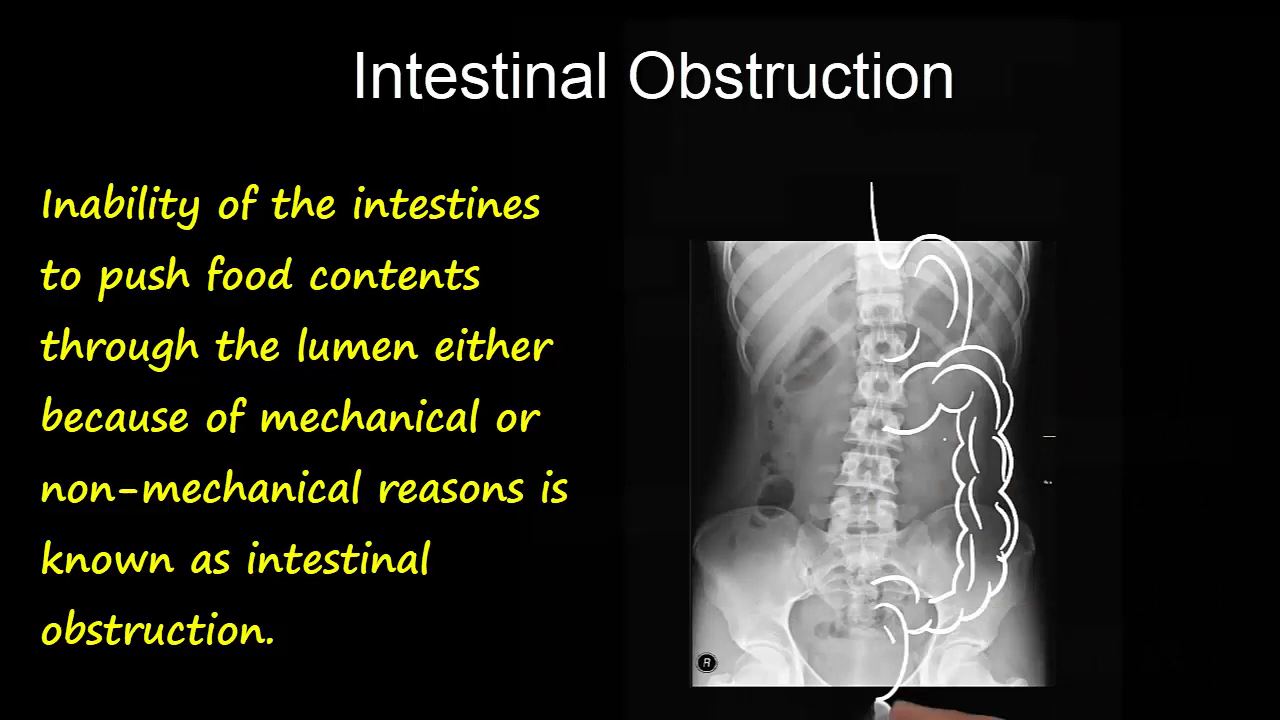 Intestinal Obstruction
Inability of the intestines
to push food contents
through the lumen either
because of mechanical or
non-mechanical reasons is
known as intestinal
obstruction.
R